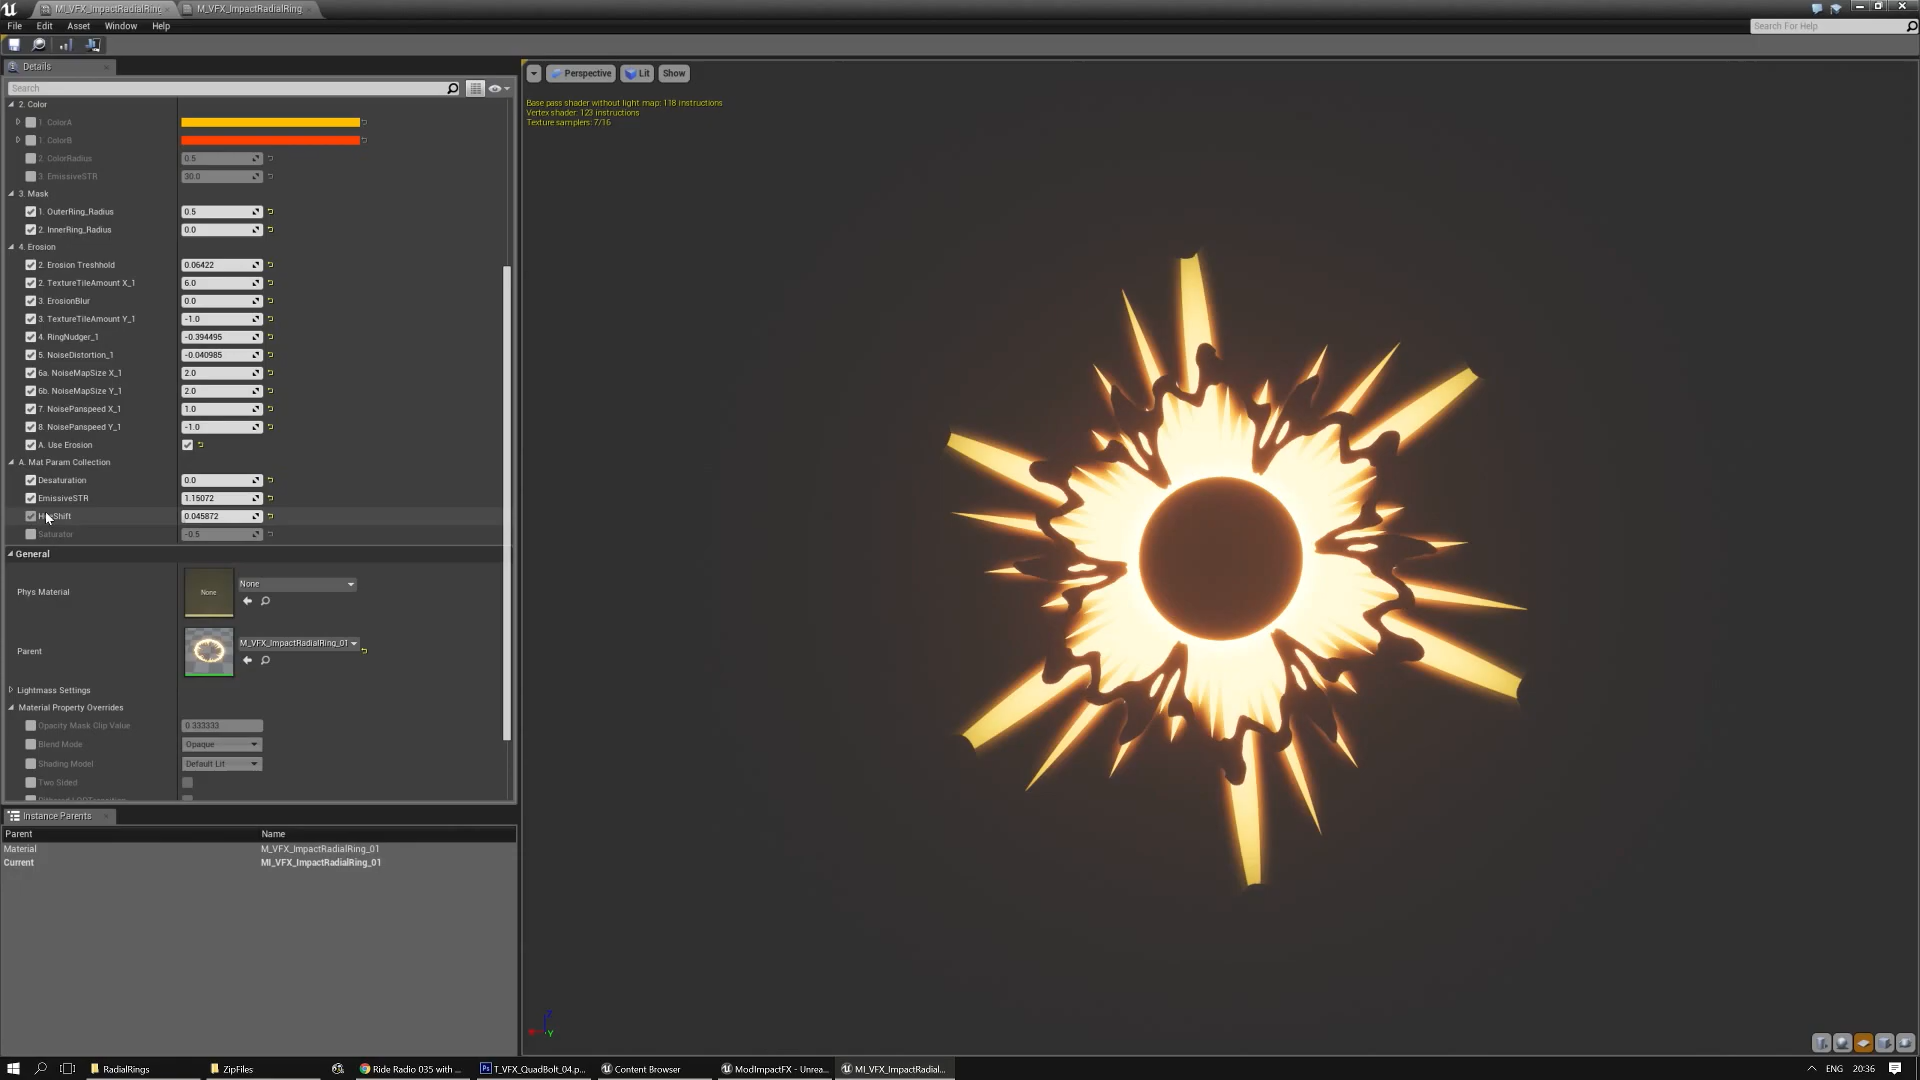 MI_VFX_ImpactRadialRing
M_VFX_ImpactRadialRing
File Edit Asset Window Help
Search For Help
Details
Search
2. Color
1. ColorA
1. ColorB
2. ColorRadius 0.5
3. EmissiveSTR 30.0
3. Mask
1. OuterRing_Radius 0.5
2. InnerRing_Radius 0.0
4. Erosion
2. Erosion Treshhold 0.06422
2. TextureTileAmount X_1 6.0
3. ErosionBlur 0.0
3. TextureTileAmount Y_1 -1.0
4. RingNudger_1 -0.394495
5. NoiseDistortion_1 -0.040985
6a. NoiseMapSize X_1 2.0
6b. NoiseMapSize Y_1 2.0
7. NoisePanspeed X_1 1.0
8. NoisePanspeed Y_1 -1.0
A. Use Erosion
A. Mat Param Collection
Desaturation 0.0
EmissiveSTR 1.15072
0.045872
Saturator -0.5
General
Phys Material None None
Parent M_VFX_ImpactRadialRing_01
Lightmass Settings
Material Property Overrides
Opacity Mask Clip Value 0.333333
Blend Mode Opaque
Shading Model Default Lit
Two Sided
Instance Parents
Parent Name
Material M_VFX_ImpactRadialRing_01
Current MI_VFX_ImpactRadialRing_01
Perspective Lit Show
Base pass shader without light map: 118 instructions
Vertex shader: 123 instructions
Texture samplers: 7/16
Z
Y
RadialRings ZipFiles Ride Radio 035 with ... T_VFX_QuadBolt_04.p... Content Browser ModImpactFX - Unrea... MI_VFX_ImpactRadial... ENG 20:36